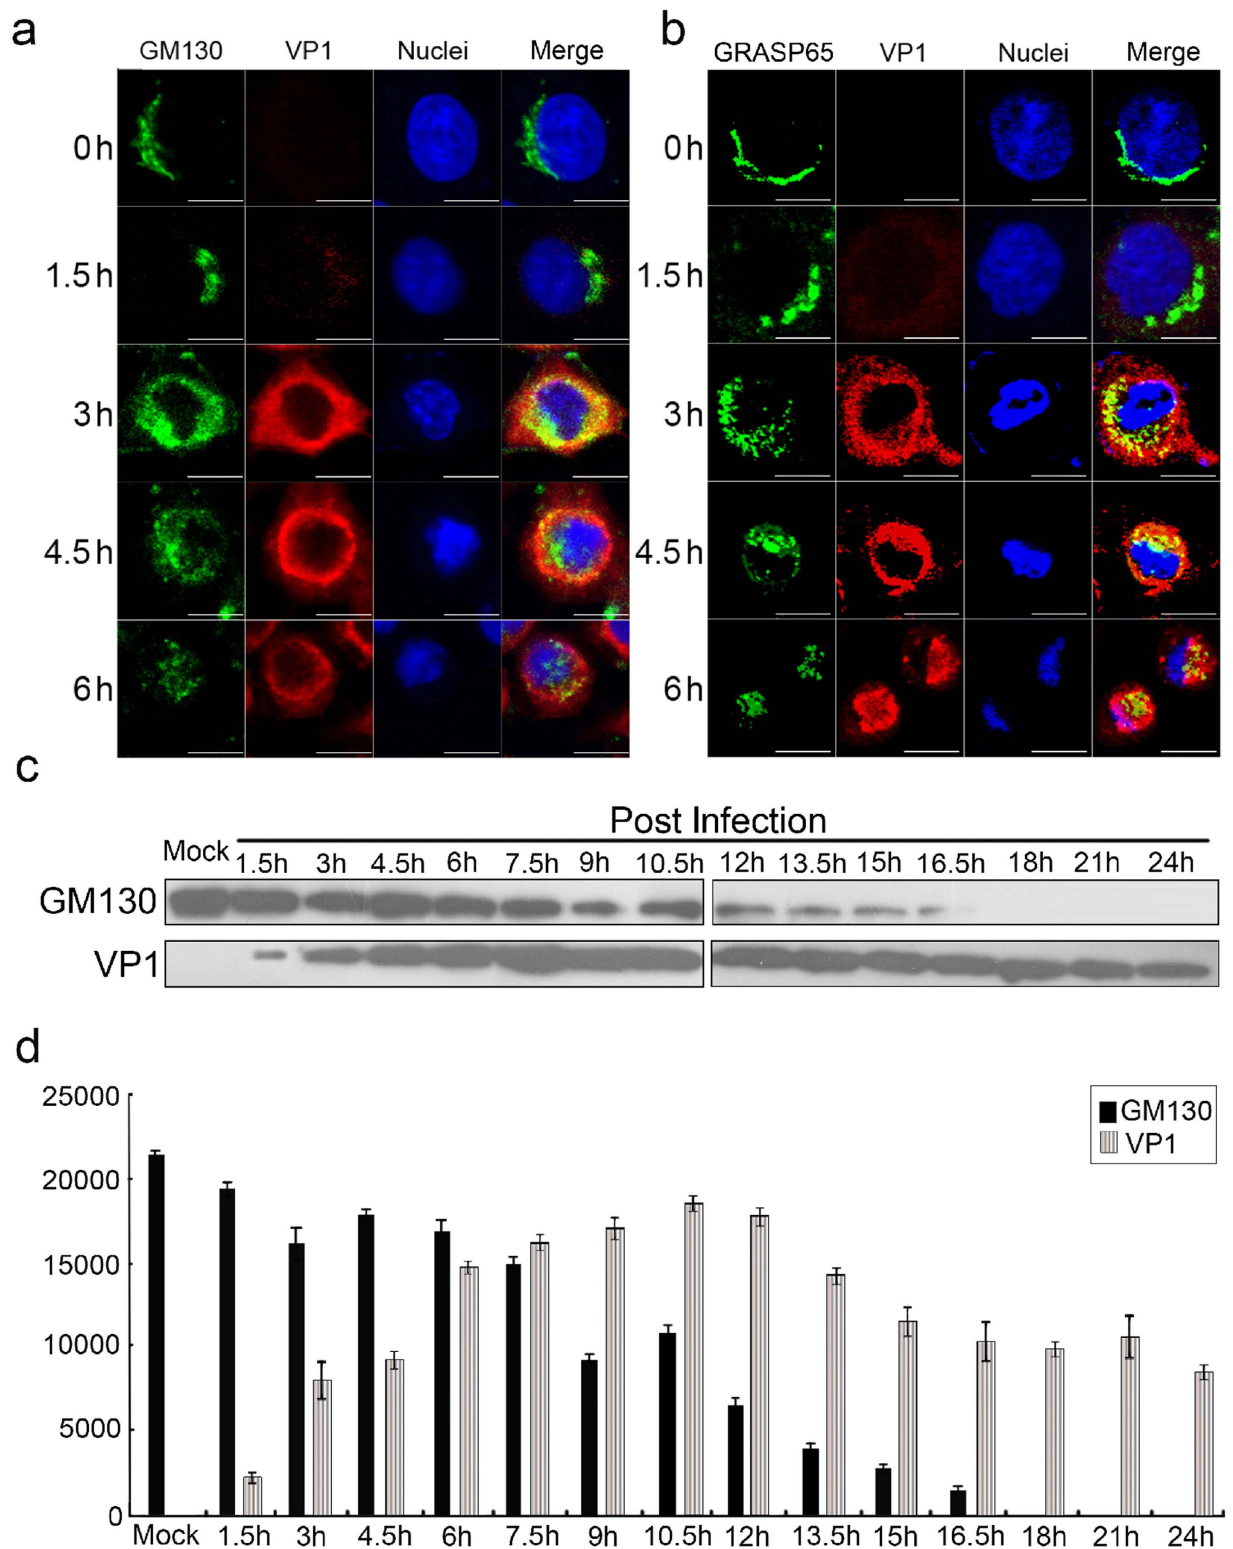 a
GM130 VP1 Nuclei Merge
0h
1.5h
3h
4.5h
6h
b
GRASP65 VP1 Nuclei Merge
0h
1.5h
3h
4.5h
6h
c
Post Infection
Mock 1.5h 3h 4.5h 6h 7.5h 9h 10.5h 12h 13.5h 15h 16.5h 18h 21h 24h
GM130
VP1
d
25000
20000
15000
10000
5000
0
GM130
VP1
Mock 1.5h 3h 4.5h 6h 7.5h 9h 10.5h 12h 13.5h 15h 16.5h 18h 21h 24h